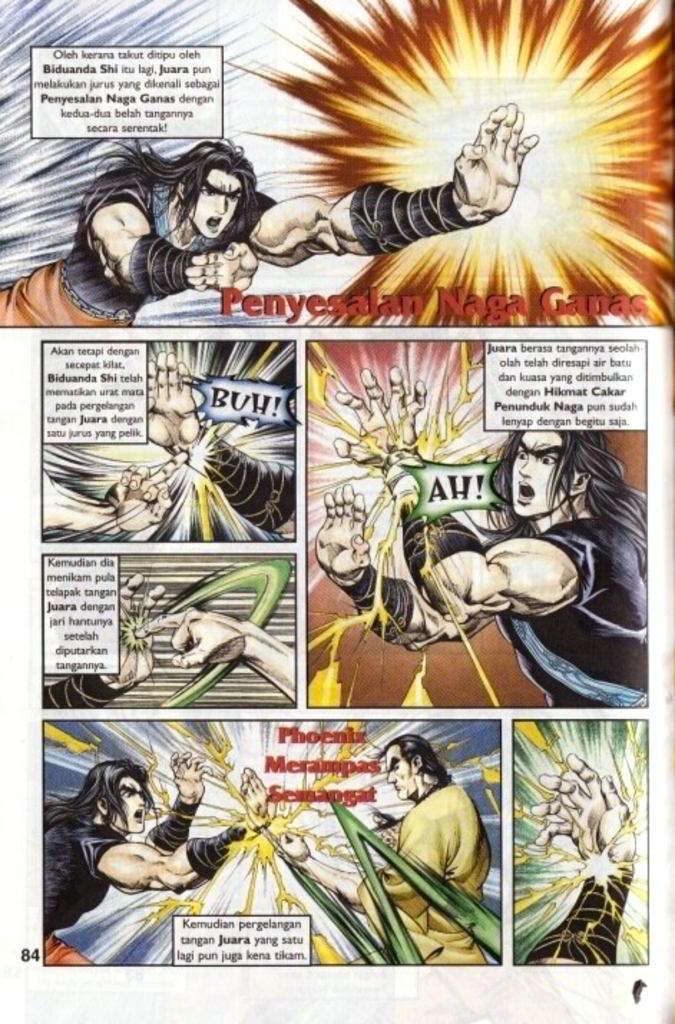 Oleh kerana takut ditipu oleh
Biduanda Shi itu lagi, Juara pun
melakukan jurus yang dikenali sebagai
Penyesalan Naga Ganas dengan
kedua-dua belah tangannya
secara serentak!
Penyesalan Naga Ganas
Akan tetapi dengan
secepat kilat,
Biduanda Shi telah
mematikan urat mata
pada pergelangan
tangan Juara dengan
satu jurus yang pelik.
BUH!
Juara berasa tangannya seolah-
olah telah diresapi air batu
dan kuasa yang ditimbulkan
dengan Hikmat Cakar
Penunduk Naga pun sudah
lenyap dengan begitu saja.
AH!
Kemudian dia
menikam pula
telapak tangan
Juara dengan
jari hantunya
setelah
diputarkan
tangannya.
Phoenix
Merampas
Semangat
Kemudian pergelangan
tangan Juara yang satu
lagi pun juga kena tikam.
84